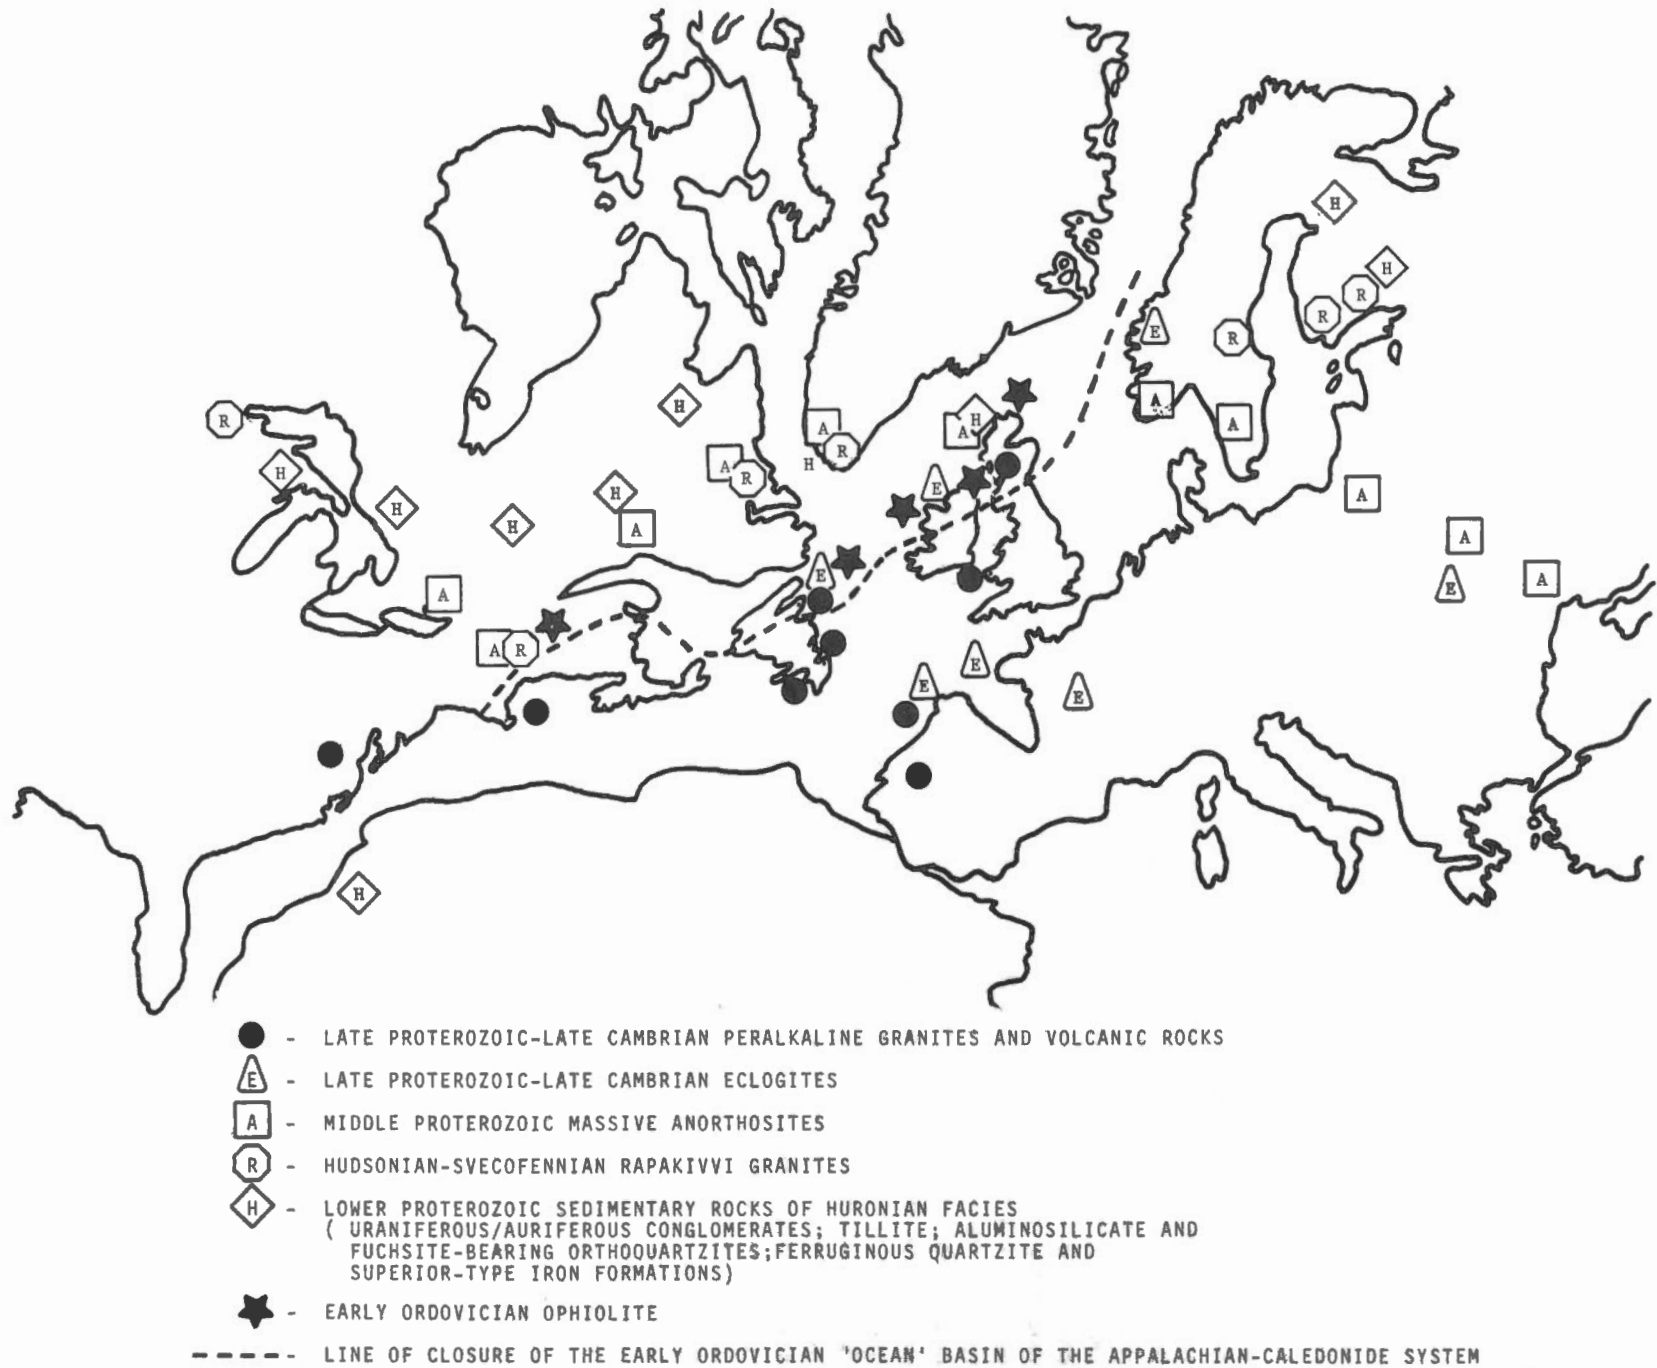 H
H
R
R
E
R
A
H
R
H
A
H
A
A
R
H
A
R
H
E
A
H
H
H
A
A
E
A
E
A
A
R
E
E
E
H
- LATE PROTEROZOIC-LATE CAMBRIAN PERALKALINE GRANITES AND VOLCANIC ROCKS
E - LATE PROTEROZOIC-LATE CAMBRIAN ECLOGITES
A - MIDDLE PROTEROZOIC MASSIVE ANORTHOSITES
R - HUDSONIAN-SVECOFENNIAN RAPAKIVVI GRANITES
H - LOWER PROTEROZOIC SEDIMENTARY ROCKS OF HURONIAN FACIES
( URANIFEROUS/AURIFEROUS CONGLOMERATES; TILLITE; ALUMINOSILICATE AND
FUCHSITE-BEARING ORTHOQUARTZITES;FERRUGINOUS QUARTZITE AND
SUPERIOR-TYPE IRON FORMATIONS)
- EARLY ORDOVICIAN OPHIOLITE
- LINE OF CLOSURE OF THE EARLY ORDOVICIAN 'OCEAN' BASIN OF THE APPALACHIAN-CALEDONIDE SYSTEM